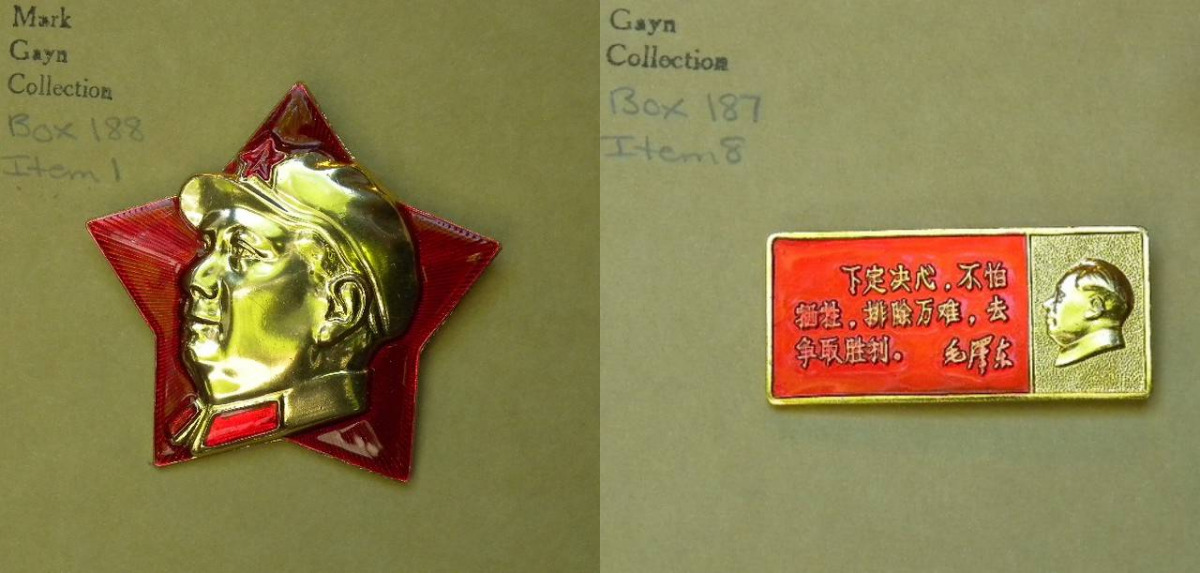 Mark
Gayn
Collection
Box 188
Item 1
Gayn
Collection
Box 187
Item 8
下定决心,不怕
牺牲,排除万难,去
争取胜利。 毛泽东